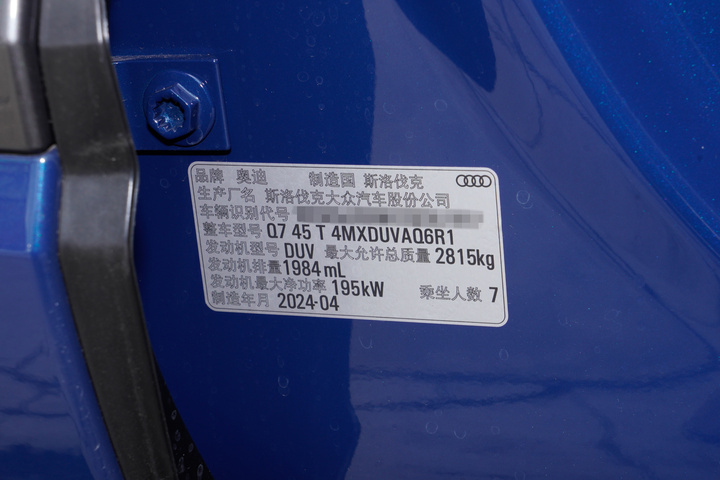 品牌 奥迪 制造国 斯洛伐克
生产厂名 斯洛伐克大众汽车股份公司
车辆识别代号
整车型号 Q7 45 T 4MXDUVAQ6R1
发动机型号 DUV 最大允许总质量 2815kg
发动机排量 1984 mL
发动机最大净功率 195kW 乘坐人数 7
制造年月 2024-04